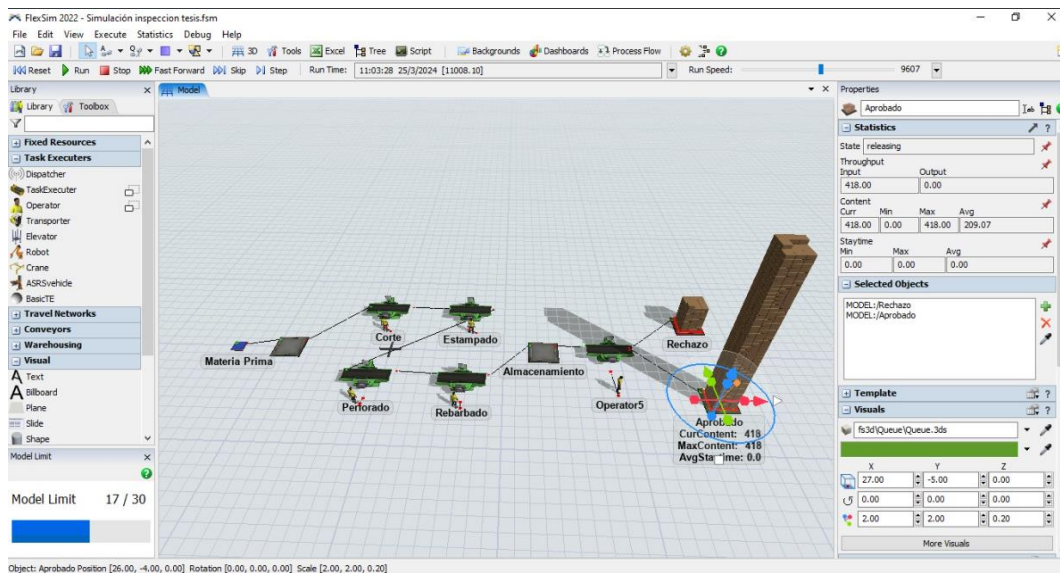 FlexSim 2022 - Simulación inspeccion tesis.fsm
File Edit View Execute Statistics Debug Help
3D Tools Excel Tree Script Backgrounds Dashboards Process Flow
Reset Run Stop Fast Forward Skip Step Run Time: 11:03:28 25/3/2024 [11008.10] Run Speed: 9607
Library
Library Toolbox
Fixed Resources
Task Executers
Dispatcher
TaskExecuter
Operator
Transporter
Elevator
Robot
Crane
ASRSvehicle
BasicTE
Travel Networks
Conveyors
Warehousing
Visual
Text
Billboard
Plane
Slide
Shape
Model Limit
Model Limit 17 / 30
Model
Materia Prima
Corte
Estampado
Perforado
Rebarbado
Almacenamiento
Operator5
Rechazo
Aprobado
CurContent: 418
MaxContent: 418
AvgStaytime: 0.0
Properties
Aprobado
Statistics
State releasing
Throughput
Input Output
418.00 0.00
Content
Curr Min Max Avg
418.00 0.00 418.00 209.07
Staytime
Min Max Avg
0.00 0.00 0.00
Selected Objects
MODEL:/Rechazo
MODEL:/Aprobado
Template
Visuals
fs3d\Queue\Queue.3ds
X Y Z
27.00 -5.00 0.00
0.00 0.00 0.00
2.00 2.00 0.20
More Visuals
Object: Aprobado Position [26.00, -4.00, 0.00] Rotation [0.00, 0.00, 0.00] Scale [2.00, 2.00, 0.20]